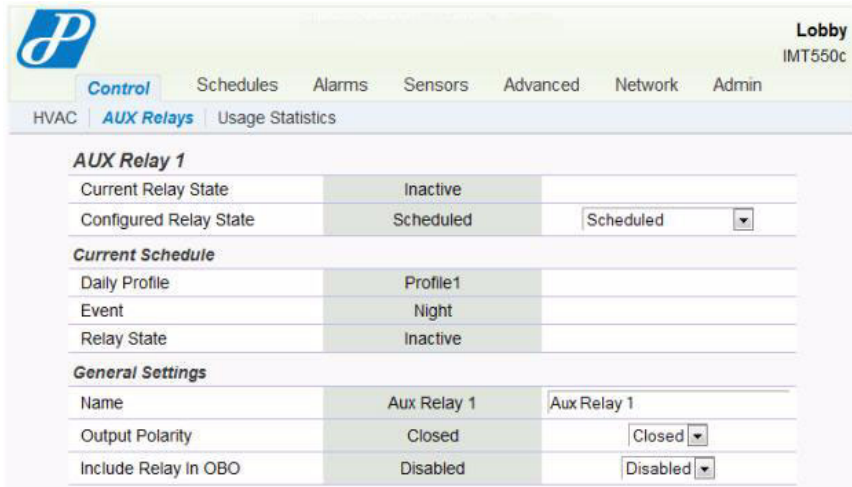 Lobby
IMT550c
Control Schedules Alarms Sensors Advanced Network Admin
HVAC AUX Relays Usage Statistics
AUX Relay 1
Current Relay State Inactive
Configured Relay State Scheduled Scheduled
Current Schedule
Daily Profile Profile1
Event Night
Relay State Inactive
General Settings
Name Aux Relay 1 Aux Relay 1
Output Polarity Closed Closed
Include Relay In OBO Disabled Disabled